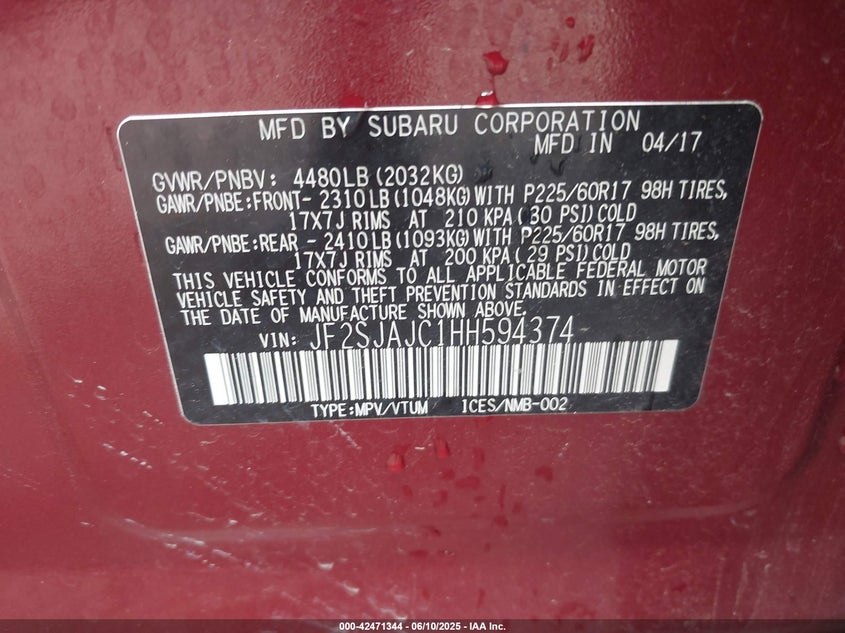 MFD BY SUBARU CORPORATION
MFD IN 04/17
GVWR/PNBV: 4480LB(2032KG)
GAWR/PNBE:FRONT- 2310LB(1048KG)WITH P225/60R17 98H TIRES,
17X7J RIMS AT 210 KPA( 30 PSI)COLD
GAWR/PNBE:REAR - 2410LB(1093KG)WITH P225/60R17 98H TIRES,
17X7J RIMS AT 200 KPA( 29 PSI)COLD
THIS VEHICLE CONFORMS TO ALL APPLICABLE FEDERAL MOTOR
VEHICLE SAFETY AND THEFT PREVENTION STANDARDS IN EFFECT ON
THE DATE OF MANUFACTURE SHOWN ABOVE.
VIN: JF2SJAJC1HH594374
TYPE:MPV/VTUM ICES/NMB-002
000-42471344 | 06/10/2025 - IAA Inc.